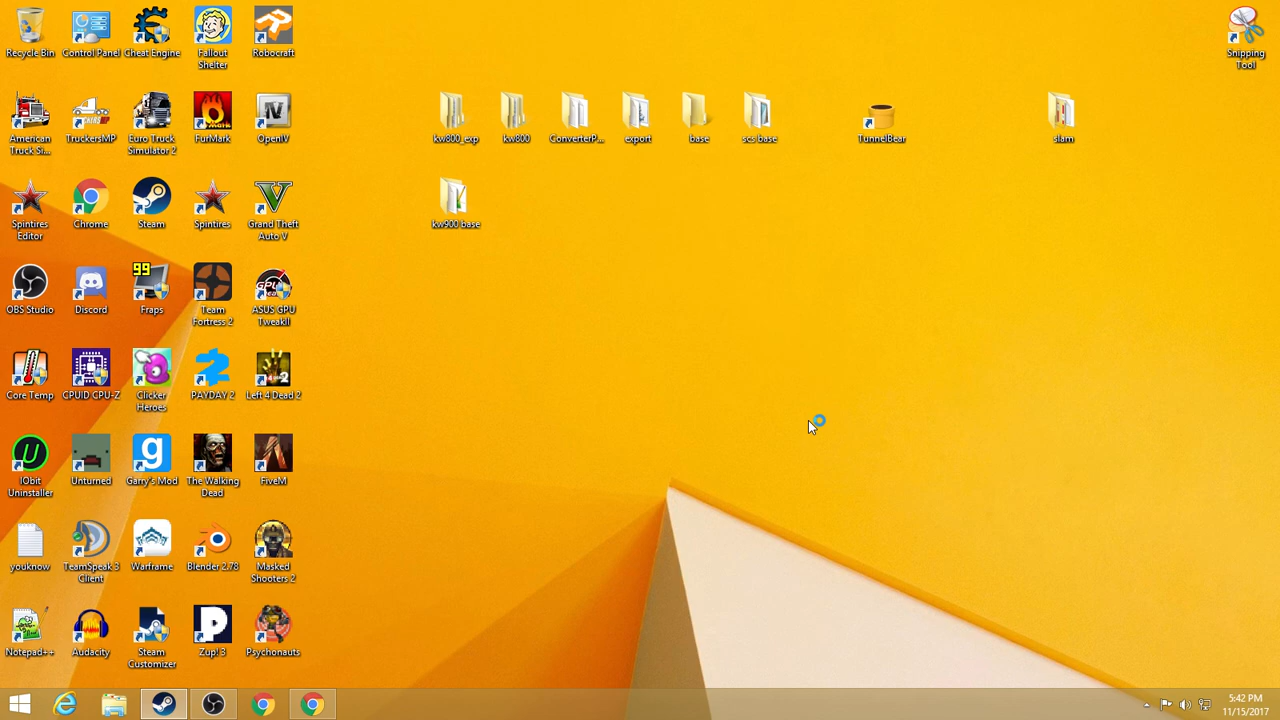 Recycle Bin
Control Panel
Cheat Engine
Fallout
Shelter
Robocraft
Snipping
Tool
American
Truck Si...
TruckersMP
Euro Truck
Simulator 2
FurMark
OpenIV
kw800_exp
kw800
ConverterP...
export
base
scs base
TunnelBear
slam
Spintires
Editor
Chrome
Steam
Spintires
Grand Theft
Auto V
kw900 base
OBS Studio
Discord
99
Fraps
Team
Fortress 2
ASUS GPU
TweakII
Core Temp
CPUID CPU-Z
Clicker
Heroes
PAYDAY 2
Left 4 Dead 2
IObit
Uninstaller
Unturned
Garry's Mod
The Walking
Dead
FiveM
youknow
TeamSpeak 3
Client
Warframe
Blender 2.78
Masked
Shooters 2
Notepad++
Audacity
Steam
Customizer
Zup! 3
Psychonauts
5:42 PM
11/15/2017